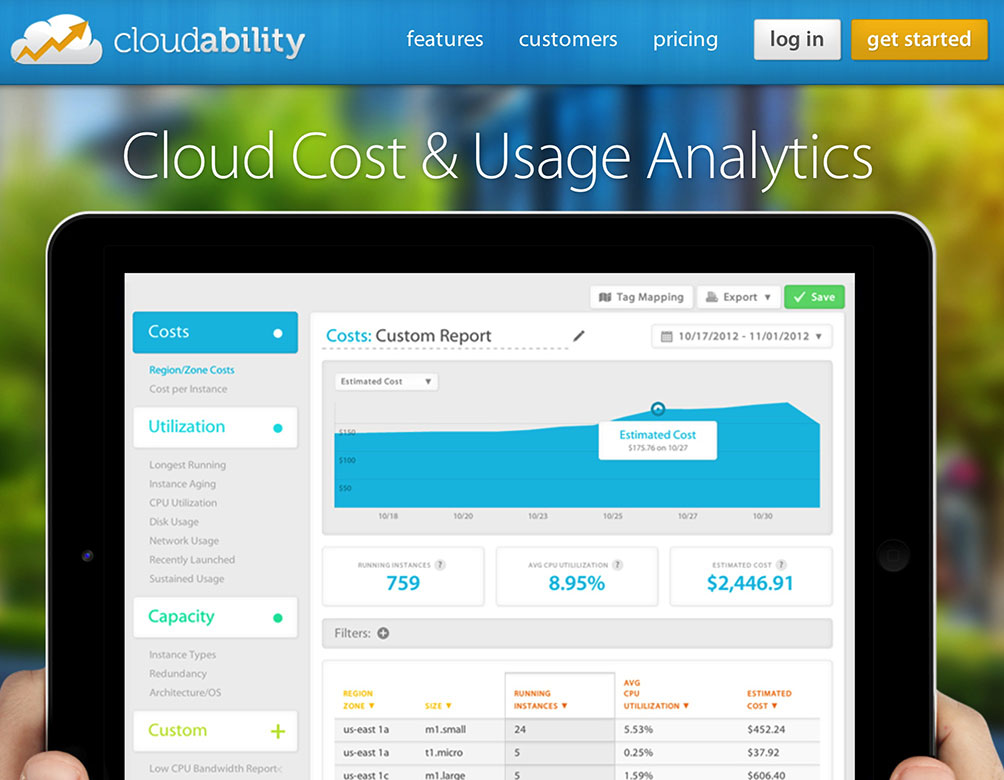 cloudability
features customers pricing log in get started
Cloud Cost & Usage Analytics
Tag Mapping Export Save
Costs
Region/Zone Costs
Cost per Instance
Utilization
Longest Running
Instance Aging
CPU Utilization
Disk Usage
Network Usage
Recently Launched
Sustained Usage
Capacity
Instance Types
Redundancy
Architecture/OS
Custom
Low CPU Bandwidth Report
Costs: Custom Report
10/17/2012 - 11/01/2012
Estimated Cost
$150
$100
$50
Estimated Cost
$175.76 on 10/27
10/18 10/20 10/23 10/25 10/27 10/30
RUNNING INSTANCES ?
759
AVG CPU UTILILIZATION ?
8.95%
ESTIMATED COST ?
$2,446.91
Filters:
REGION ZONE SIZE RUNNING INSTANCES AVG CPU UTILILIZATION ESTIMATED COST
us-east 1a m1.small 24 5.53% $452.24
us-east 1a t1.micro 5 0.25% $37.92
us-east 1c m1.large 5 1.59% $606.40